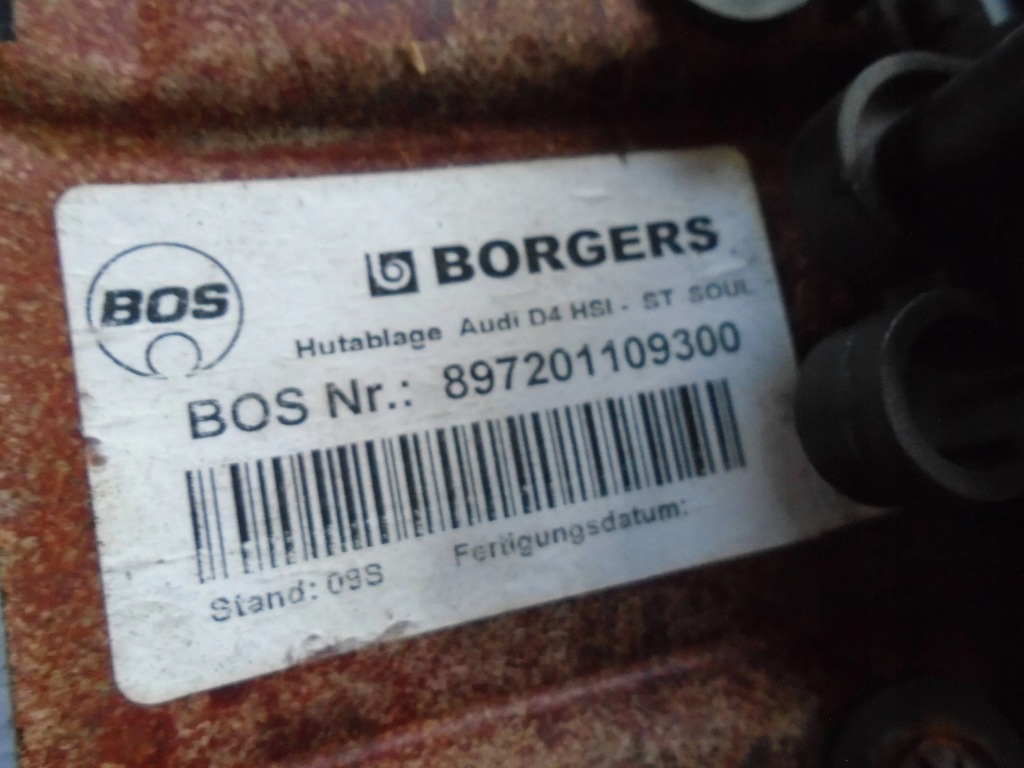 BOS
BORGERS
Hutablage Audi D4 HSI - ST SOUL
BOS Nr.: 897201109300
Stand: 09S
Fertigungsdatum: